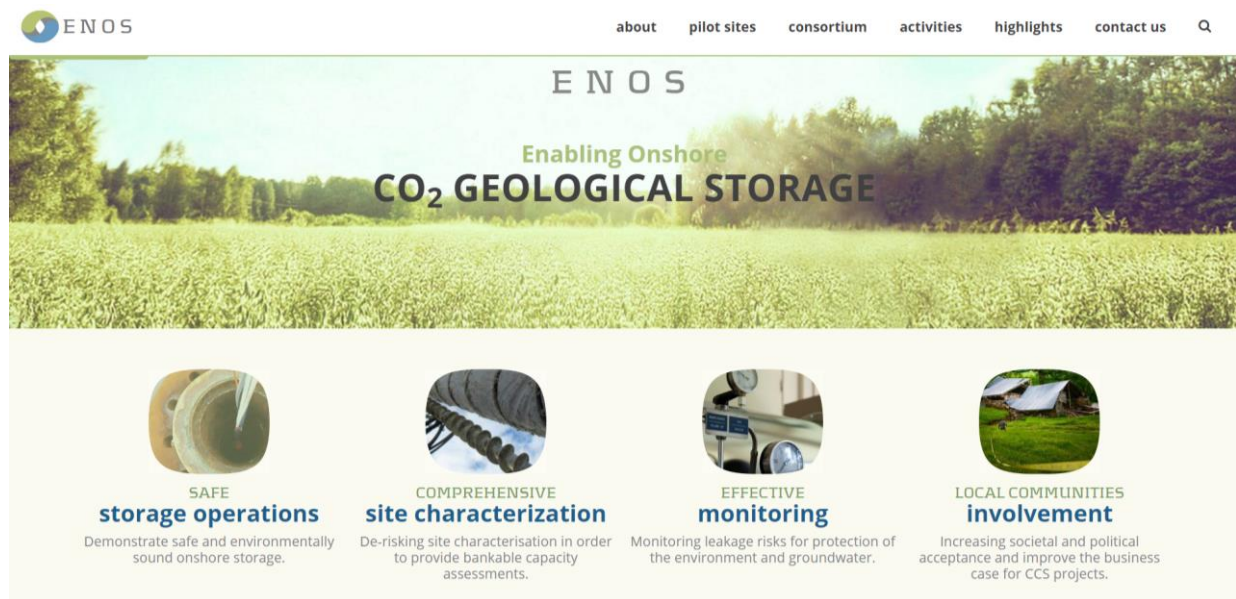 ENOS
about pilot sites consortium activities highlights contact us
ENOS
Enabling Onshore
CO₂ GEOLOGICAL STORAGE
SAFE
storage operations
Demonstrate safe and environmentally
sound onshore storage.
COMPREHENSIVE
site characterization
De-risking site characterisation in order
to provide bankable capacity
assessments.
EFFECTIVE
monitoring
Monitoring leakage risks for protection of
the environment and groundwater.
LOCAL COMMUNITIES
involvement
Increasing societal and political
acceptance and improve the business
case for CCS projects.